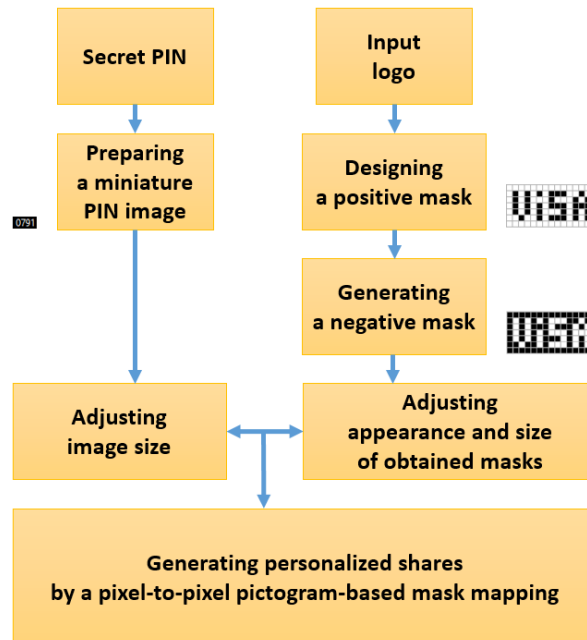 Secret PIN
Input
logo
Preparing
a miniature
PIN image
Designing
a positive mask
0791
ViSA
Generating
a negative mask
Adjusting
image size
Adjusting
appearance and size
of obtained masks
Generating personalized shares
by a pixel-to-pixel pictogram-based mask mapping